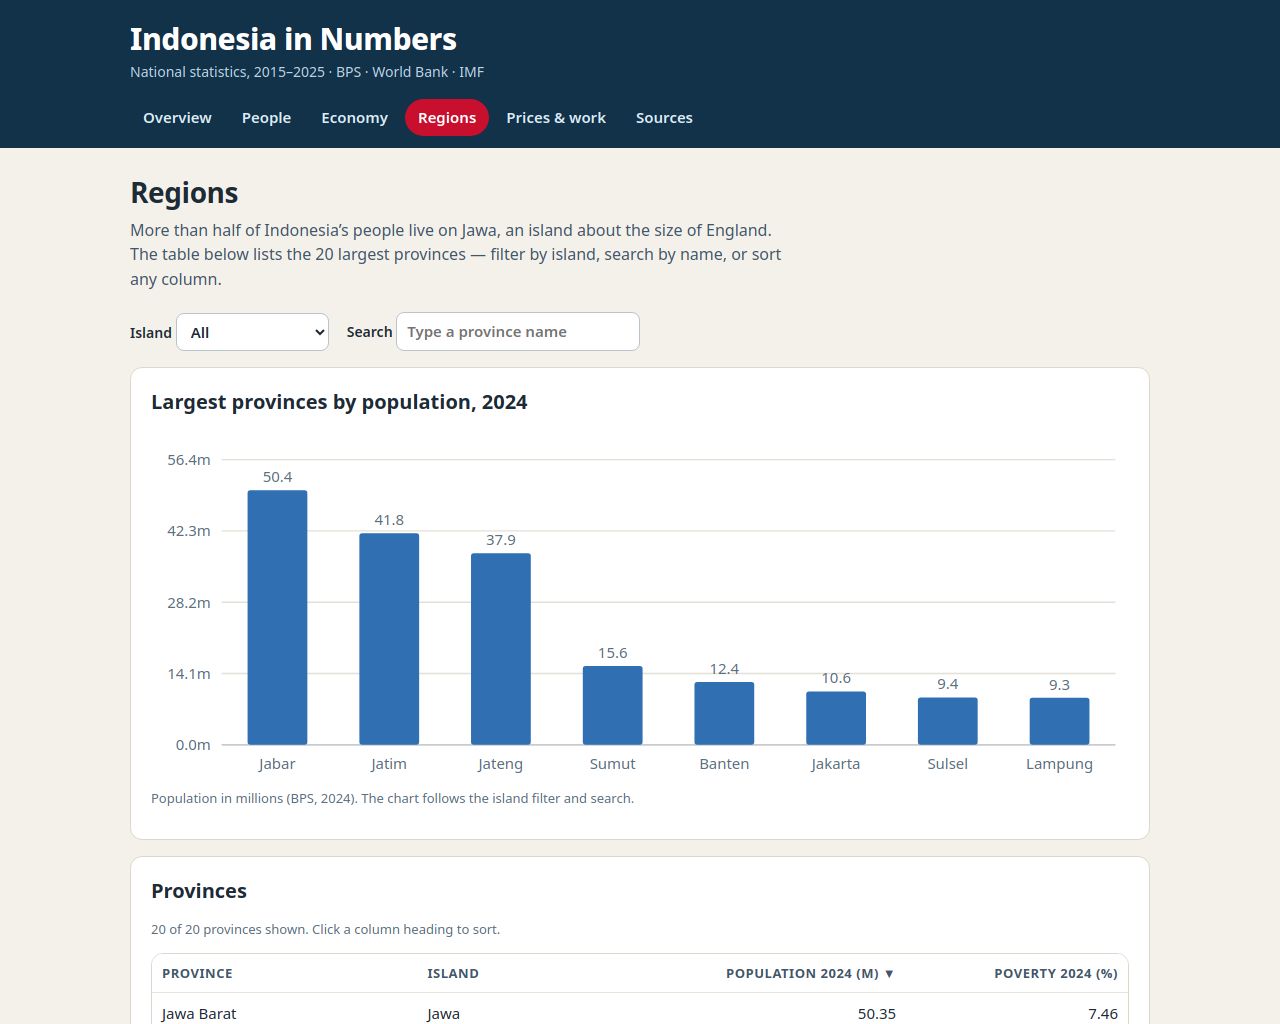 Indonesia in Numbers
National statistics, 2015–2025 · BPS · World Bank · IMF
Overview People Economy Regions Prices & work Sources
Regions
More than half of Indonesia’s people live on Jawa, an island about the size of England.
The table below lists the 20 largest provinces — filter by island, search by name, or sort
any column.
Island All Search Type a province name
Largest provinces by population, 2024
56.4m
50.4
41.8
42.3m
37.9
28.2m
15.6
14.1m
12.4
10.6
9.4
9.3
0.0m
Jabar Jatim Jateng Sumut Banten Jakarta Sulsel Lampung
Population in millions (BPS, 2024). The chart follows the island filter and search.
Provinces
20 of 20 provinces shown. Click a column heading to sort.
PROVINCE ISLAND POPULATION 2024 (M) ▼ POVERTY 2024 (%)
Jawa Barat Jawa 50.35 7.46